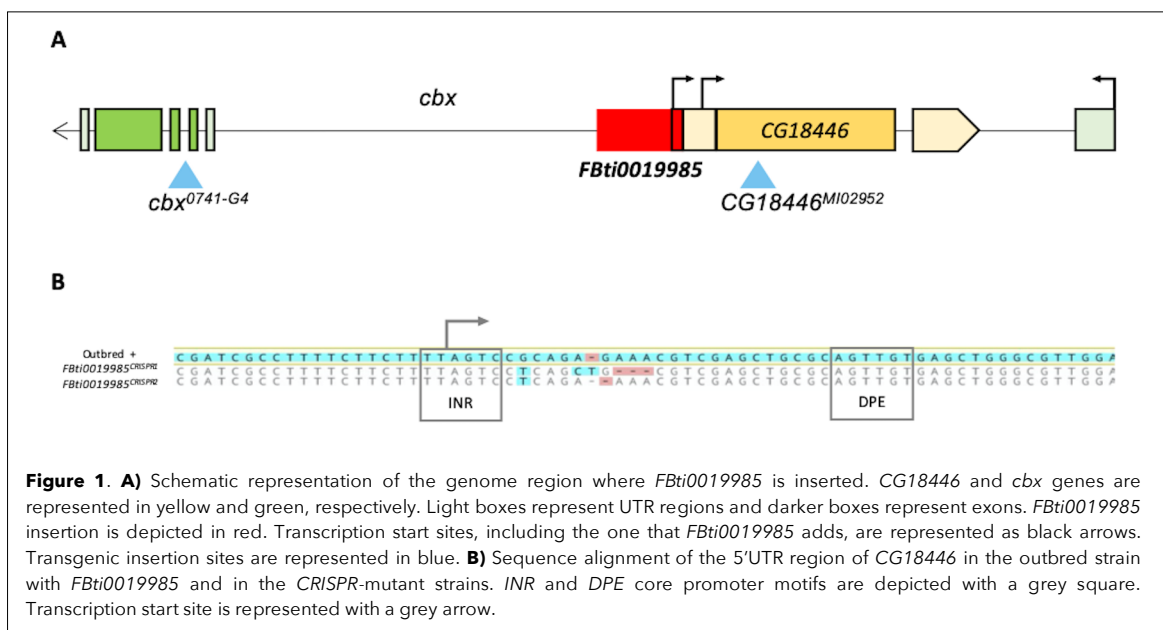 A
cbx
CG18446
FBti0019985
cbx0741-G4
CG18446MI02952
B
Outbred +
CGATCGCCTTTTCTTCTTTTAGTCCGCAGA-GAAACGTCGAGCTGCGCAGTTGTGAGCTGGGCGTTGGA
FBti0019985CRISPR1
CGATCGCCTTTTCTTCTTTTAGTCCTCAGCTG---CGTCGAGCTGCGCAGTTGTGAGCTGGGCGTTGGA
FBti0019985CRISPR2
CGATCGCCTTTTCTTCTTTTAGTCCTCAGA--AAACGTCGAGCTGCGCAGTTGTGAGCTGGGCGTTGGA
INR
DPE
Figure 1. A) Schematic representation of the genome region where FBti0019985 is inserted. CG18446 and cbx genes are
represented in yellow and green, respectively. Light boxes represent UTR regions and darker boxes represent exons. FBti0019985
insertion is depicted in red. Transcription start sites, including the one that FBti0019985 adds, are represented as black arrows.
Transgenic insertion sites are represented in blue. B) Sequence alignment of the 5'UTR region of CG18446 in the outbred strain
with FBti0019985 and in the CRISPR-mutant strains. INR and DPE core promoter motifs are depicted with a grey square.
Transcription start site is represented with a grey arrow.